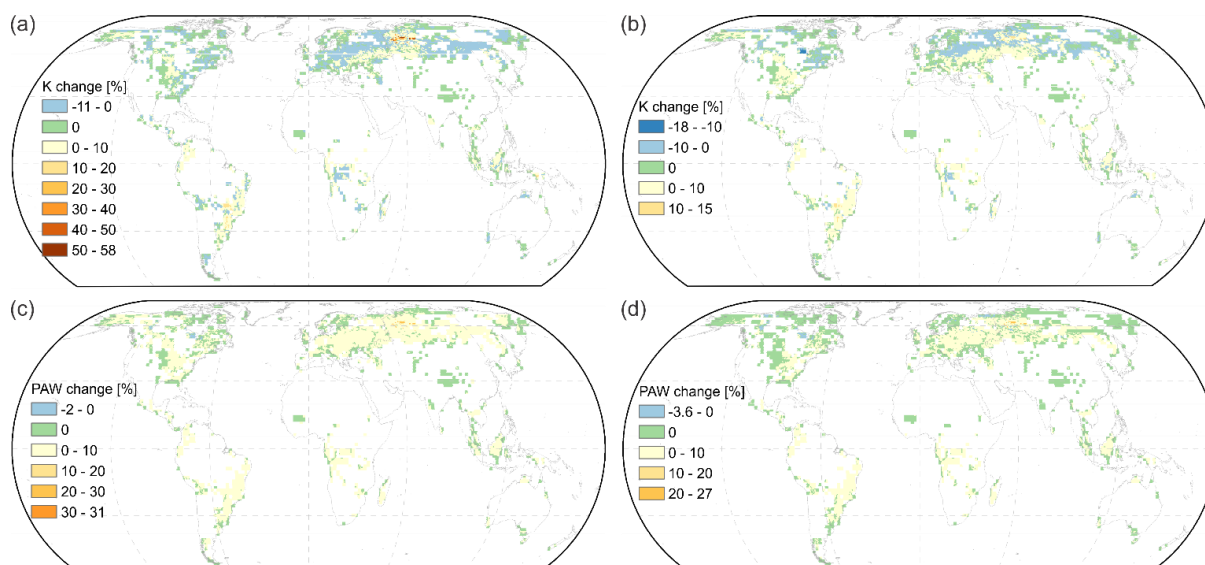 (a)
K change [%]
-11 - 0
0
0 - 10
10 - 20
20 - 30
30 - 40
40 - 50
50 - 58
(b)
K change [%]
-18 - -10
-10 - 0
0
0 - 10
10 - 15
(c)
PAW change [%]
-2 - 0
0
0 - 10
10 - 20
20 - 30
30 - 31
(d)
PAW change [%]
-3.6 - 0
0
0 - 10
10 - 20
20 - 27